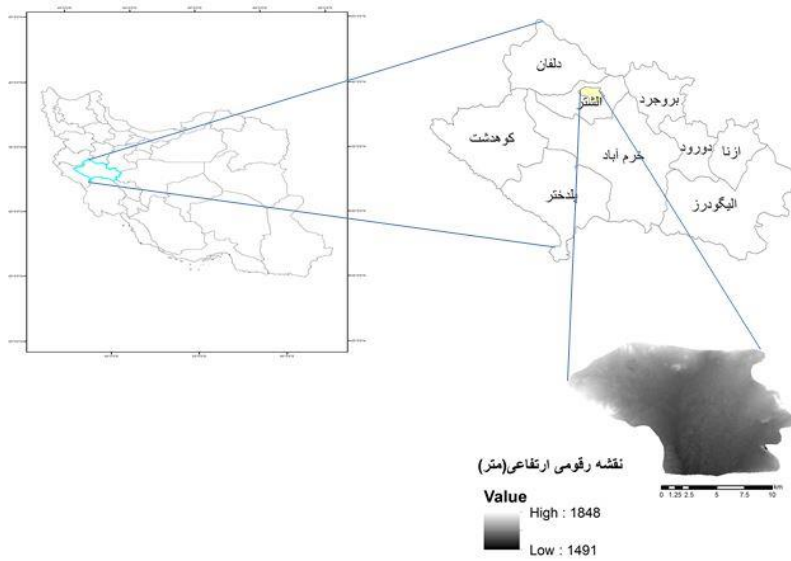 دلفان
الشتر
بروجرد
کوهدشت
خرم آباد
دورود
ازنا
پلدختر
الیگودرز
نقشه رقومی ارتفاعی(متر)
Value
High : 1848
Low : 1491
0 1.25 2.5 5 7.5 10
km